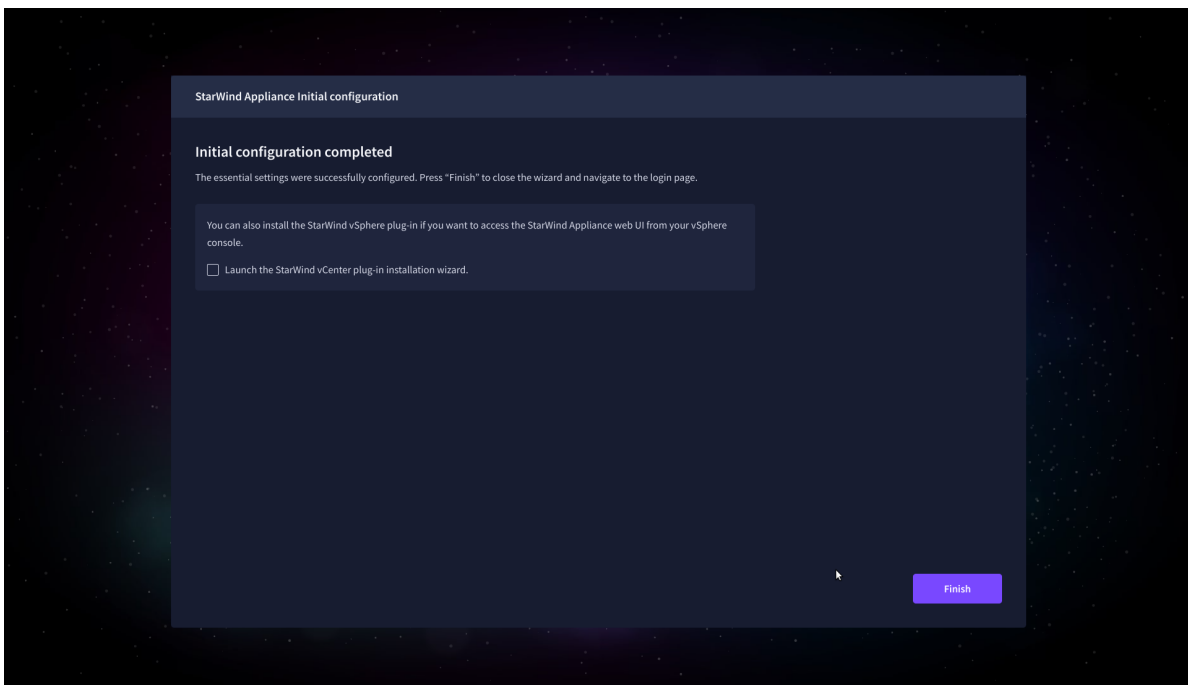 StarWind Appliance Initial configuration
Initial configuration completed
The essential settings were successfully configured. Press “Finish” to close the wizard and navigate to the login page.
You can also install the StarWind vSphere plug-in if you want to access the StarWind Appliance web UI from your vSphere
console.
Launch the StarWind vCenter plug-in installation wizard.
Finish